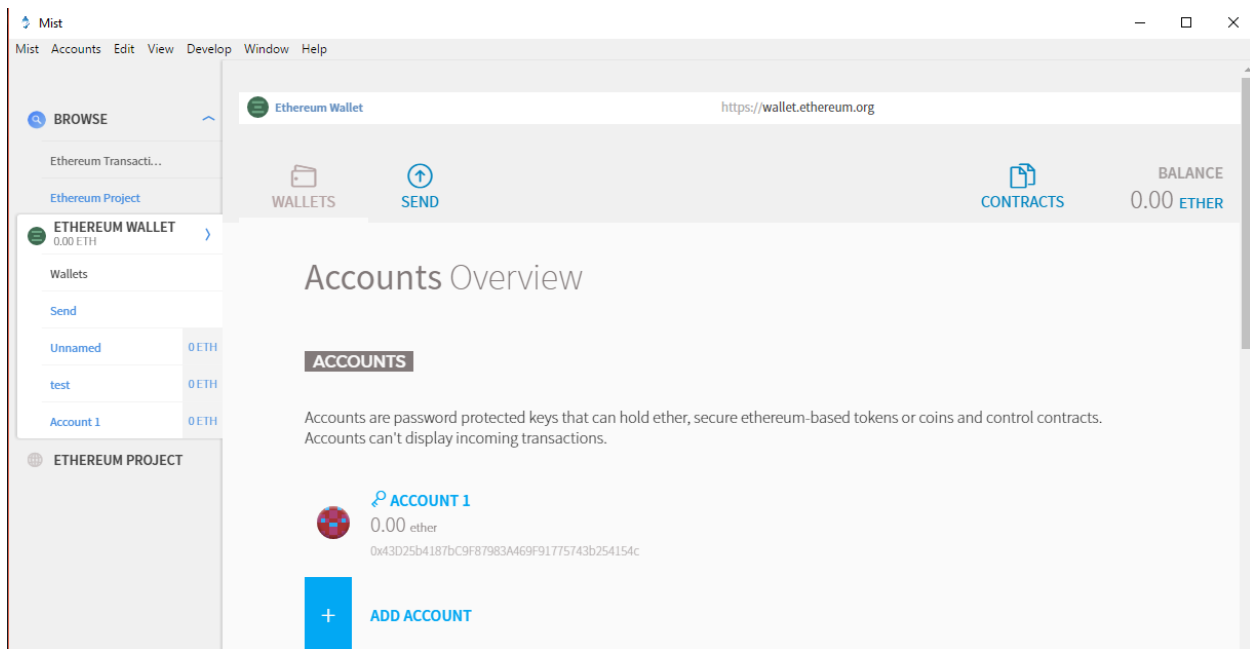 Mist
Mist Accounts Edit View Develop Window Help
BROWSE
Ethereum Transacti...
Ethereum Project
ETHEREUM WALLET
0.00 ETH
Wallets
Send
Unnamed 0 ETH
test 0 ETH
Account 1 0 ETH
ETHEREUM PROJECT
Ethereum Wallet https://wallet.ethereum.org
WALLETS SEND CONTRACTS
BALANCE
0.00 ETHER
Accounts Overview
ACCOUNTS
Accounts are password protected keys that can hold ether, secure ethereum-based tokens or coins and control contracts.
Accounts can't display incoming transactions.
ACCOUNT 1
0.00 ether
0x43D25b4187bC9F87983A469F91775743b254154c
+ ADD ACCOUNT